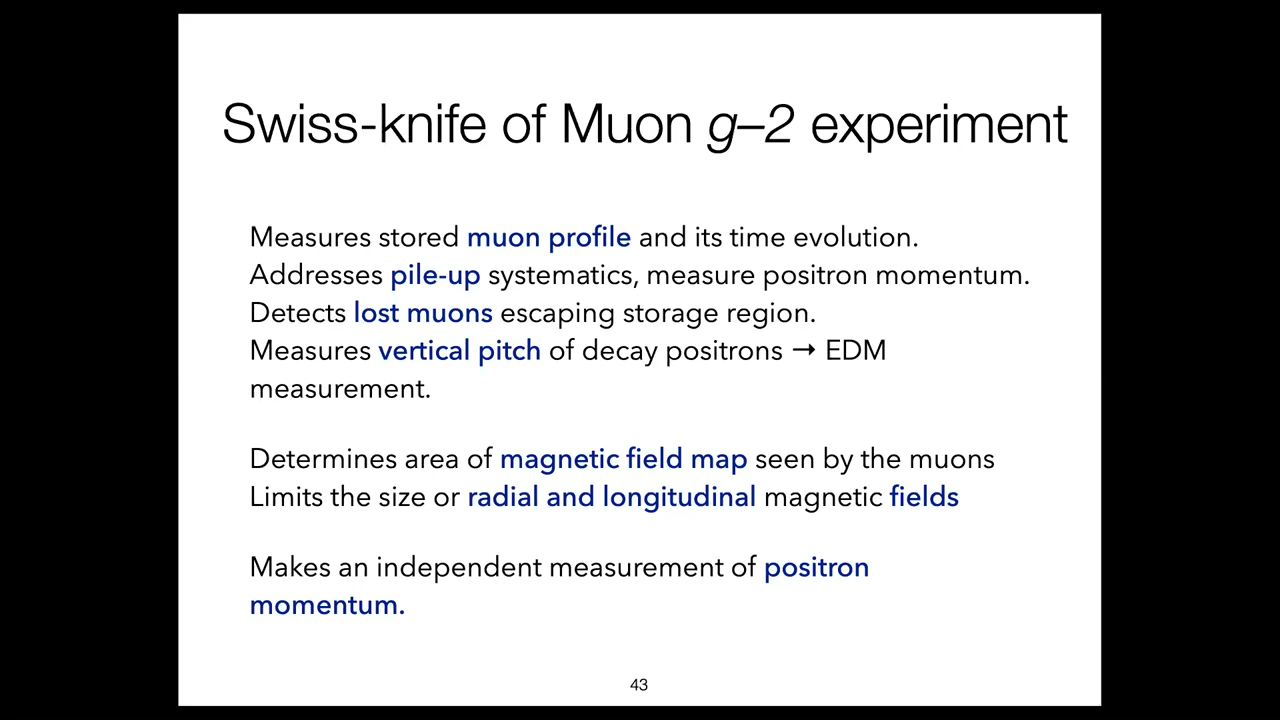 Swiss-knife of Muon g–2 experiment
Measures stored muon profile and its time evolution.
Addresses pile-up systematics, measure positron momentum.
Detects lost muons escaping storage region.
Measures vertical pitch of decay positrons → EDM
measurement.
Determines area of magnetic field map seen by the muons
Limits the size or radial and longitudinal magnetic fields
Makes an independent measurement of positron
momentum.
43